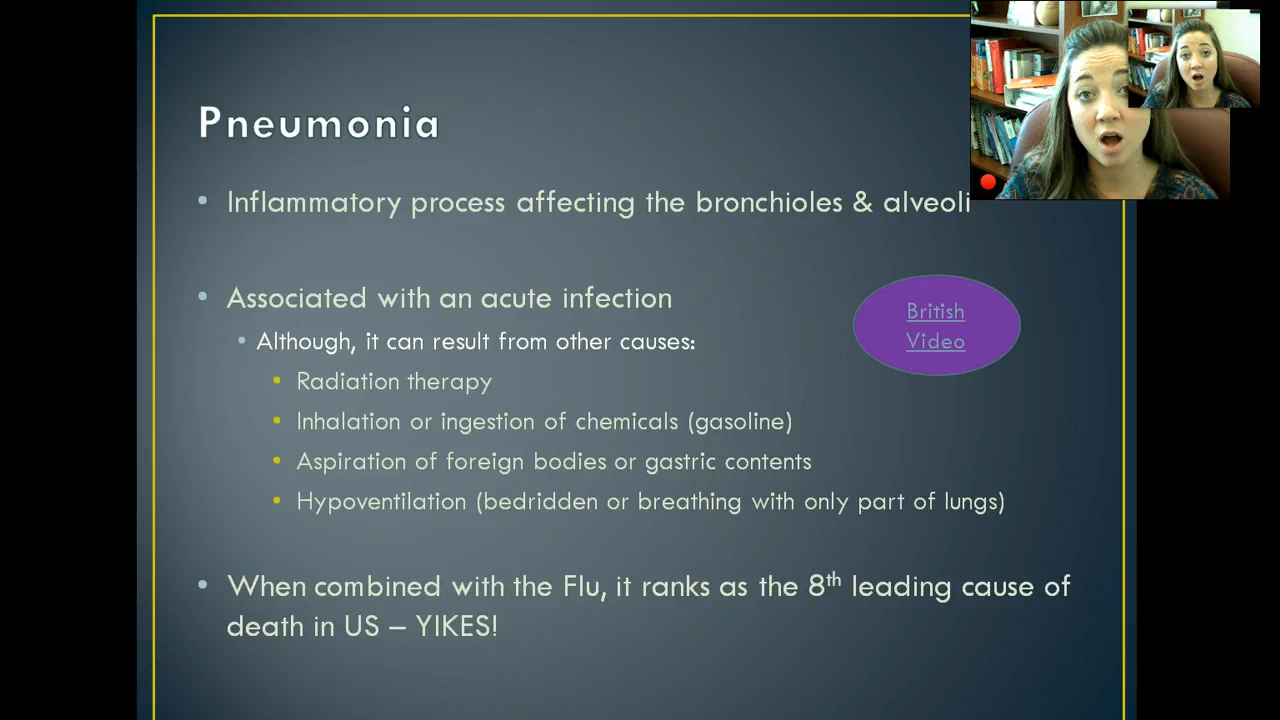 Pneumonia
• Inflammatory process affecting the bronchioles & alveoli
• Associated with an acute infection
• Although, it can result from other causes:
• Radiation therapy
• Inhalation or ingestion of chemicals (gasoline)
• Aspiration of foreign bodies or gastric contents
• Hypoventilation (bedridden or breathing with only part of lungs)
British
Video
• When combined with the Flu, it ranks as the 8th leading cause of
death in US – YIKES!